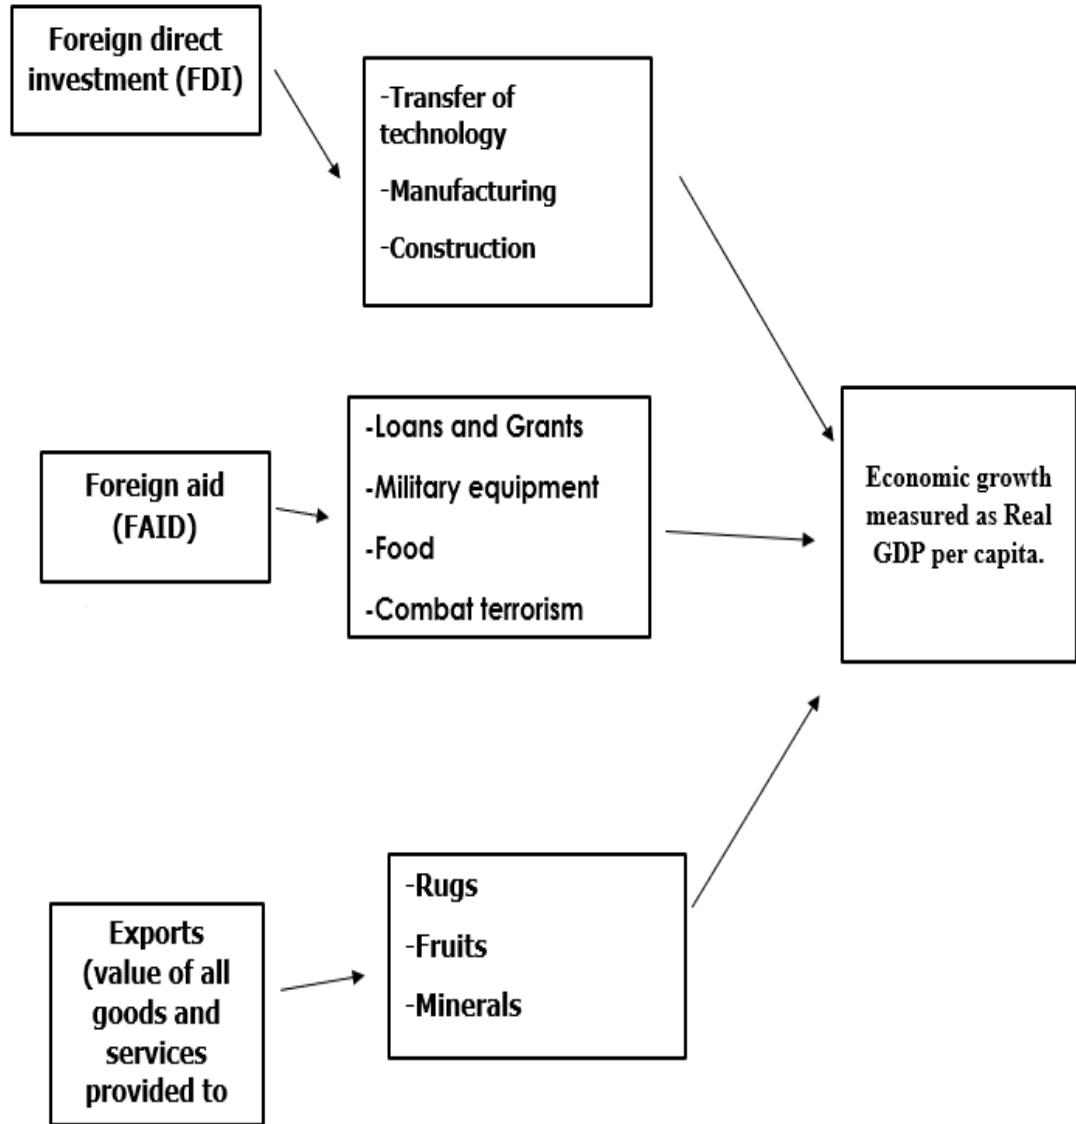 Foreign direct
investment (FDI)
-Transfer of
technology
-Manufacturing
-Construction
Foreign aid
(FAID)
-Loans and Grants
-Military equipment
-Food
-Combat terrorism
Economic growth
measured as Real
GDP per capita.
Exports
(value of all
goods and
services
provided to
-Rugs
-Fruits
-Minerals